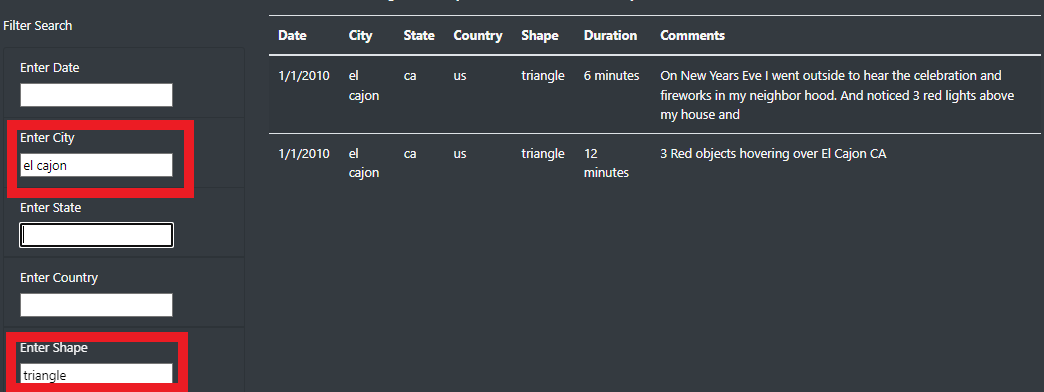 Filter Search
Enter Date
Enter City
el cajon
Enter State
Enter Country
Enter Shape
triangle
Date City State Country Shape Duration Comments
1/1/2010 el ca us triangle 6 minutes On New Years Eve I went outside to hear the celebration and
cajon fireworks in my neighbor hood. And noticed 3 red lights above
my house and
1/1/2010 el ca us triangle 12 3 Red objects hovering over El Cajon CA
cajon minutes